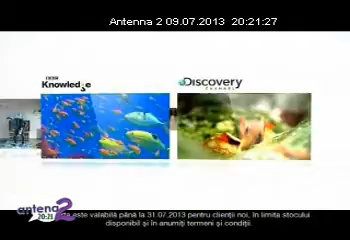 Antenna 2 09.07.2013 20:21:27
BBC
Knowledge
Discovery
CHANNEL
antena 2
20:21
este valabilă până la 31.07.2013 pentru clienții noi, în limita stocului
disponibil și în anumiți termeni și condiții.